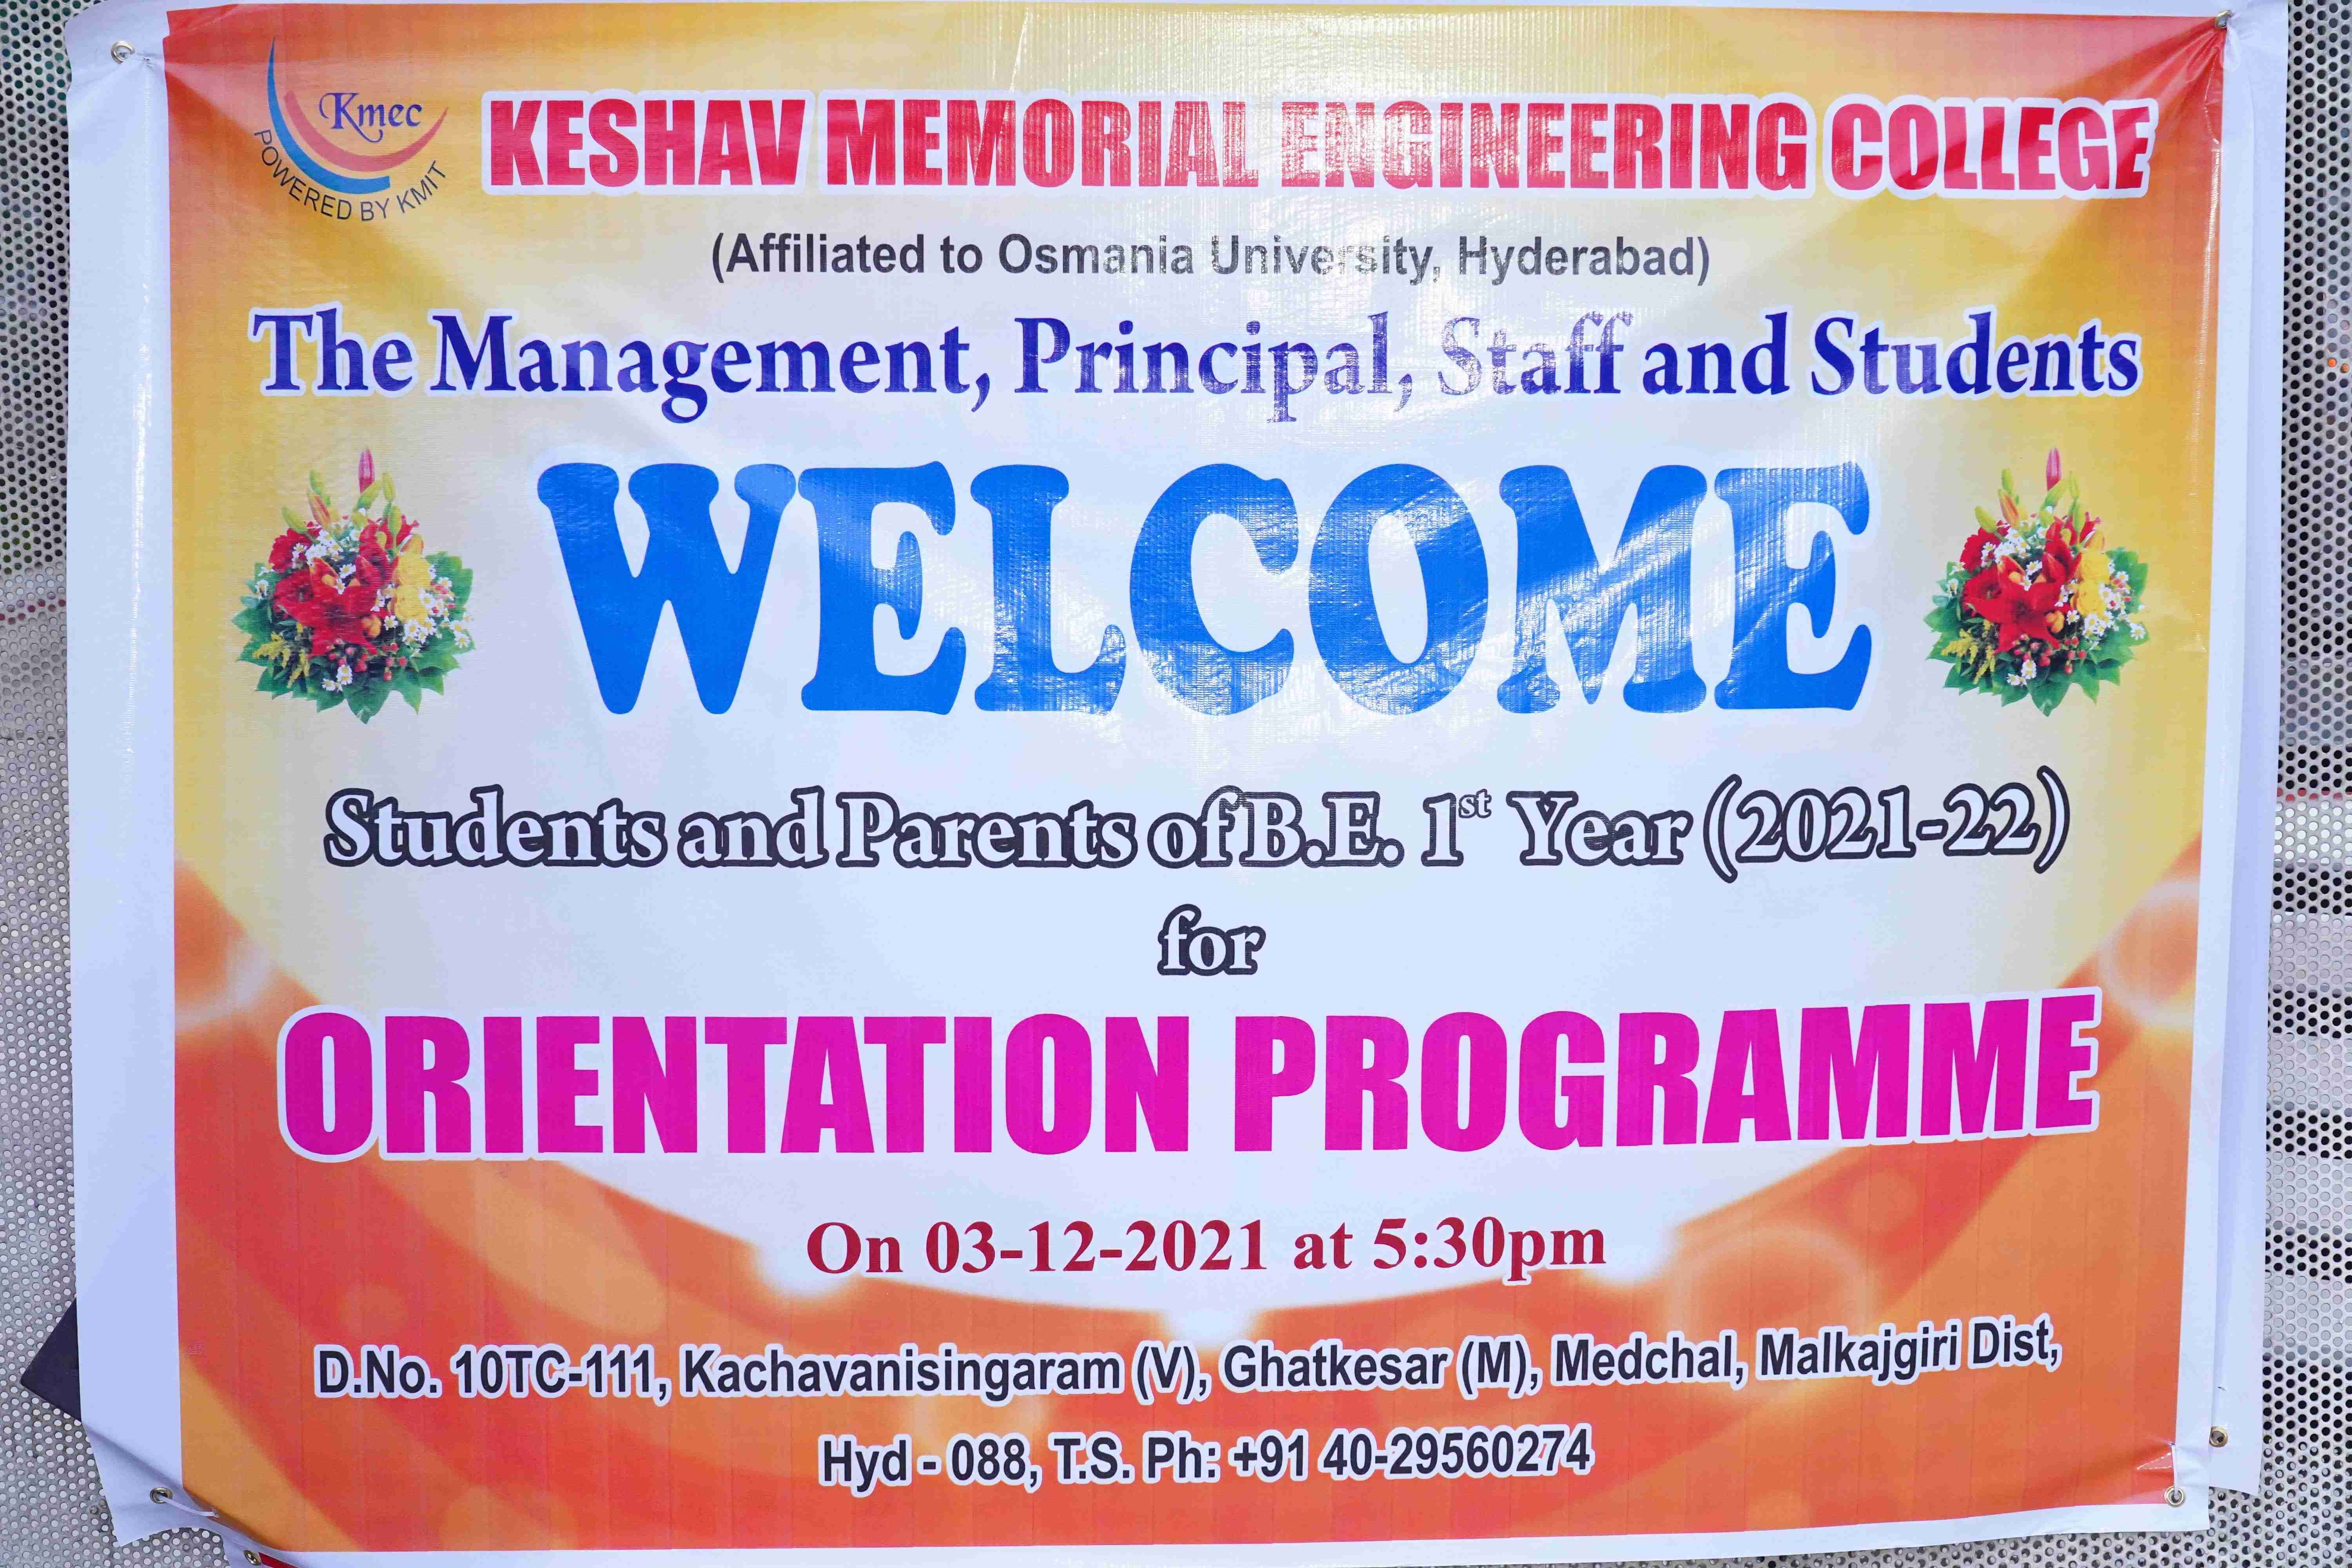 Kmec
POWERED BY KMIT
KESHAV MEMORIAL ENGINEERING COLLEGE
(Affiliated to Osmania University, Hyderabad)
The Management, Principal, Staff and Students
WELCOME
Students and Parents of B.E. 1st Year (2021-22)
for
ORIENTATION PROGRAMME
On 03-12-2021 at 5:30pm
D.No. 10TC-111, Kachavanisingaram (V), Ghatkesar (M), Medchal, Malkajgiri Dist,
Hyd - 088, T.S. Ph: +91 40-29560274